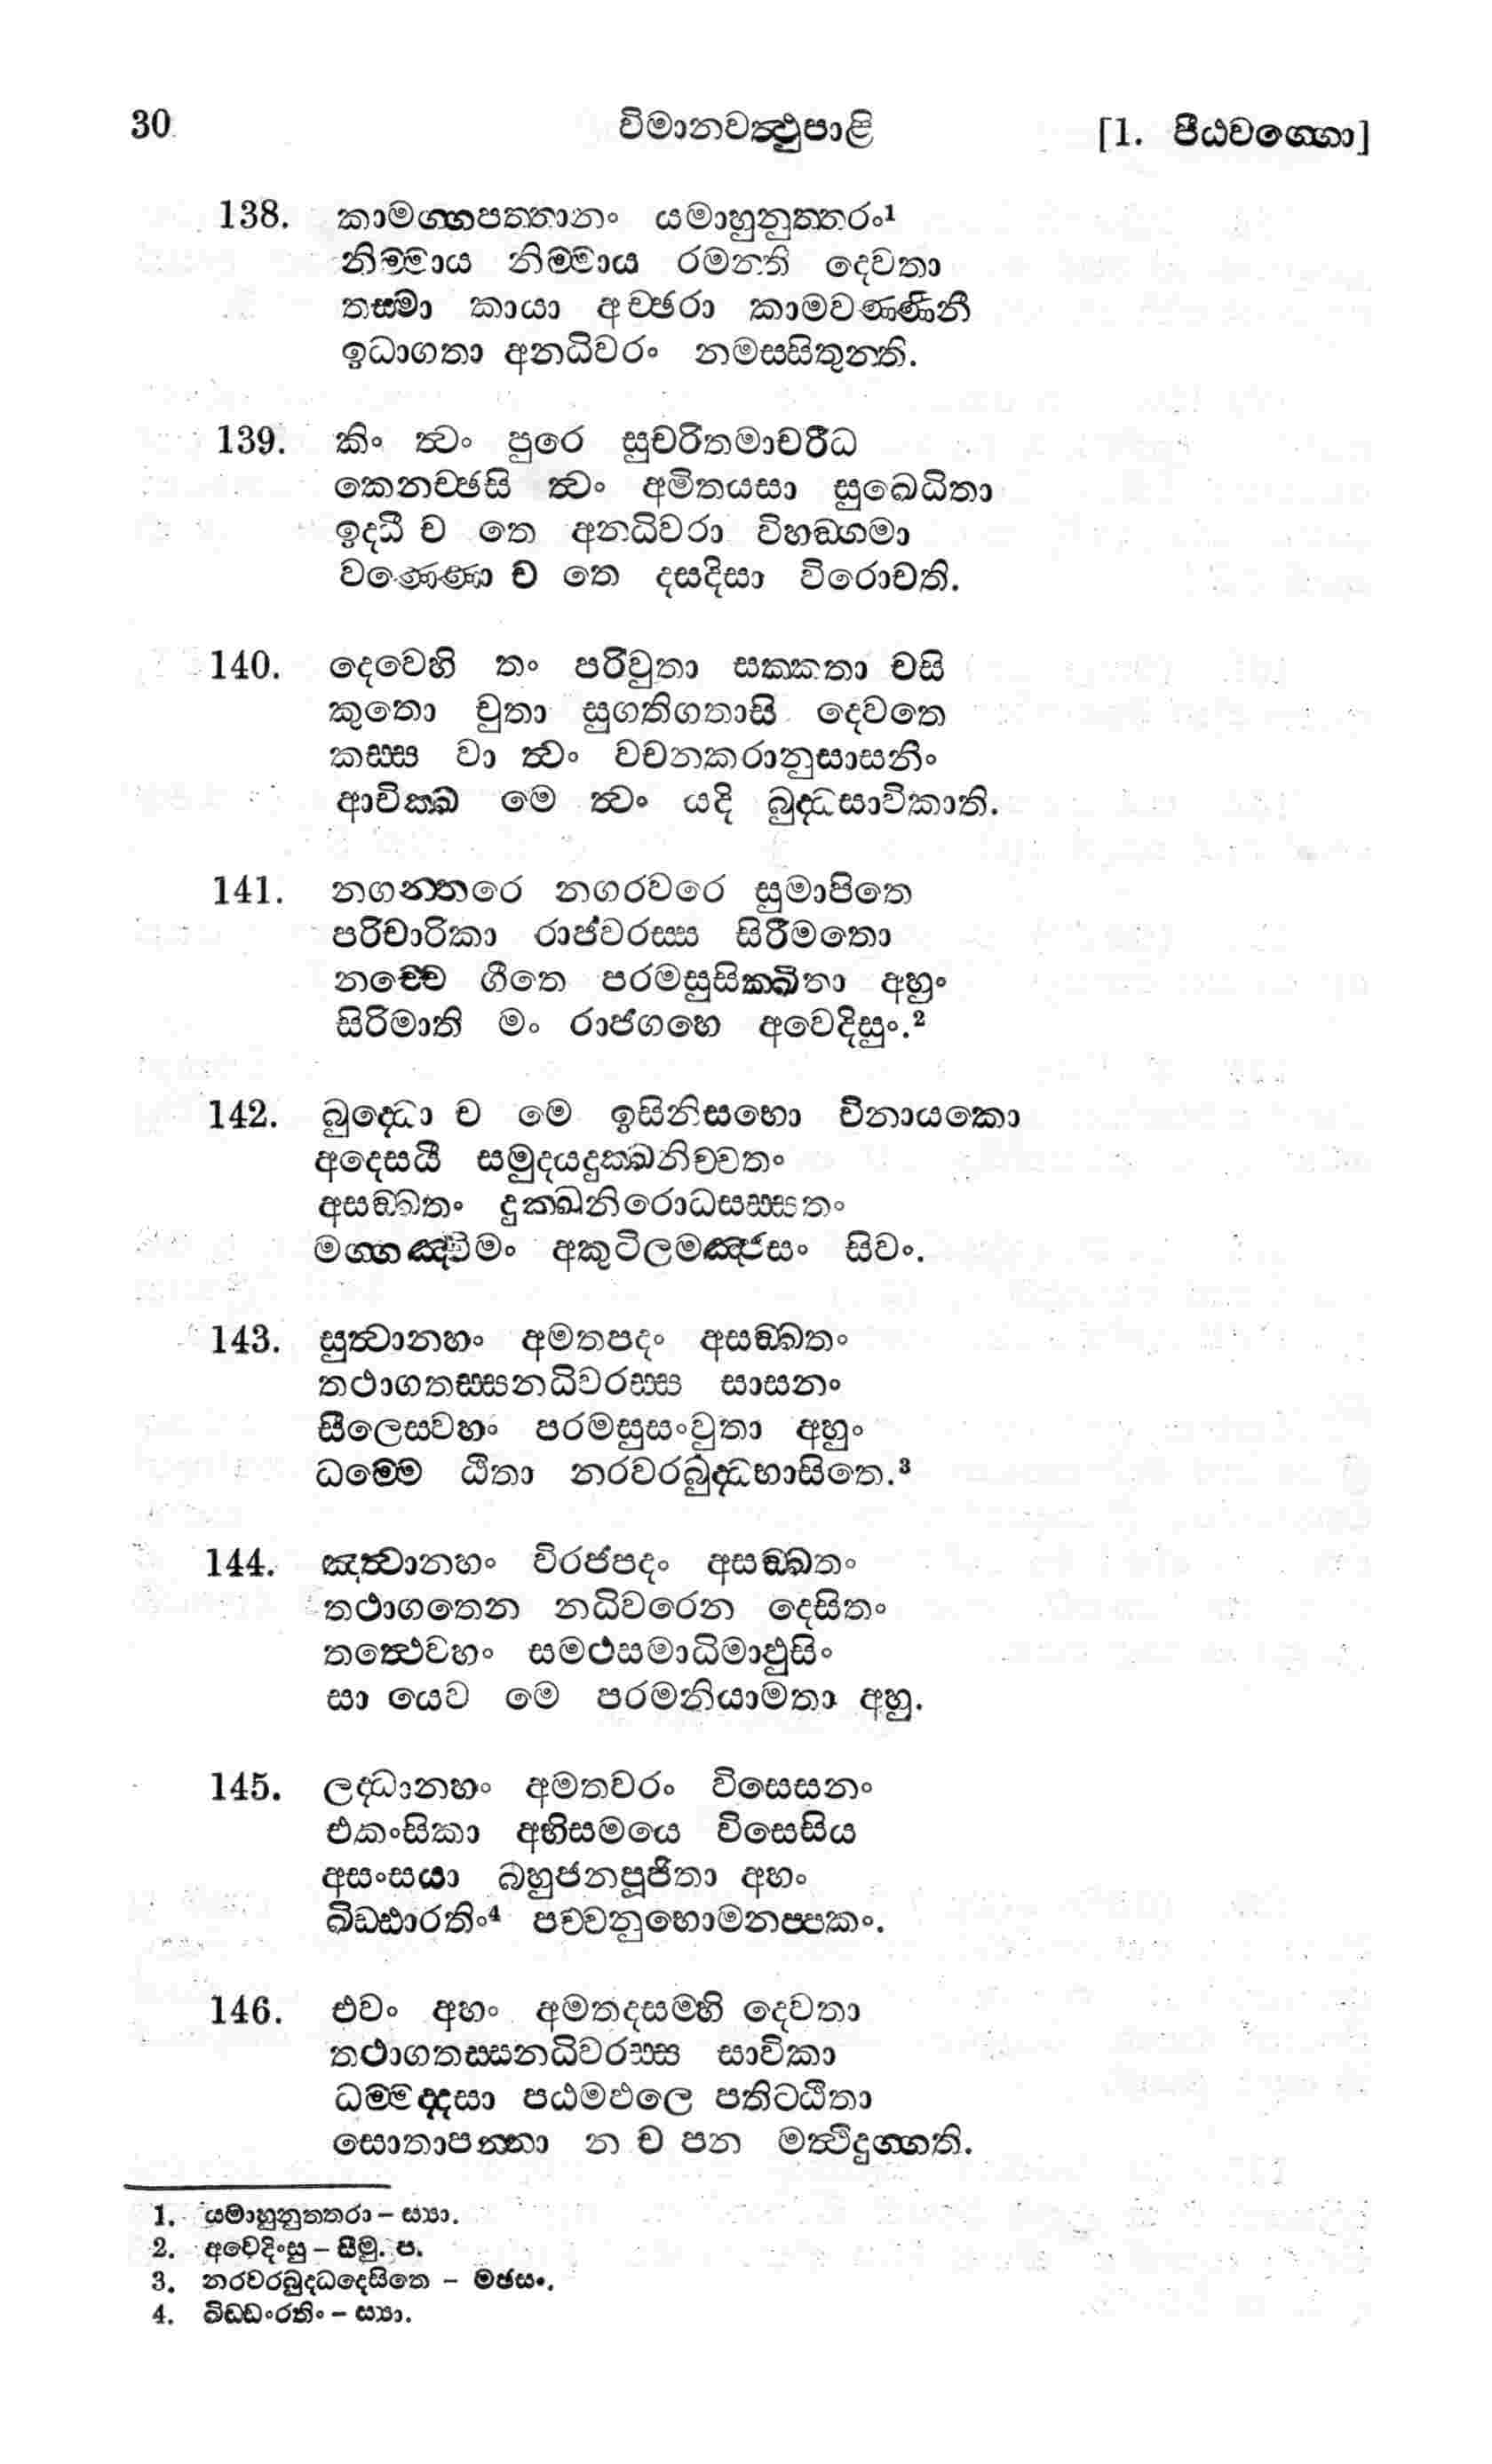 30 විමානවත්‍ථුපාළි [1. පීඨවග්ගො]
138. කාමග්ගපත්තානං යමාහුනුත්තරං¹
නිම්මාය නිම්මාය රමන්ති දෙවතා
තස්මා කායා අච්ඡරා කාමවණ්ණිනී
ඉධාගතා අනධිවරං නමස්සිතුන්ති.
139. කිං ත්‍වං පුරෙ සුචරිතමාචරීධ
කෙනච්ඡසි ත්‍වං අමිතයසා සුඛෙධිතා
ඉද්ධී ච තෙ අනධිවරා විහඞ්ගමා
වණ්ණො ච තෙ දසදිසා විරොචති.
140. දෙවෙහි තං පරිවුතා සක්කතා චසි
කුතො චුතා සුගතිගතාසි දෙවතෙ
කස්ස වා ත්‍වං වචනකරානුසාසනිං
ආචික්ඛ මෙ ත්‍වං යදි බුද්ධසාවිකාති.
141. නගන්තරෙ නගරවරෙ සුමාපිතෙ
පරිචාරිකා රාජවරස්ස සිරීමතො
නච්චෙ ගීතෙ පරමසුසික්ඛිතා අහුං
සිරිමාති මං රාජගහෙ අවෙදිසුං.²
142. බුද්ධො ච මෙ ඉසිනිසභො විනායකො
අදෙසයී සමුදයදුක්ඛනිච්චතං
අසඞ්ඛතං දුක්ඛනිරොධසස්සතං
මග්ගඤ්චිමං අකුටිලමඤ්ජසං සිවං.
143. සුත්‍වානහං අමතපදං අසඞ්ඛතං
තථාගතස්සනධිවරස්ස සාසනං
සීලෙස්වහං පරමසුසංවුතා අහුං
ධම්මෙ ඨිතා නරවරබුද්ධභාසිතෙ.³
144. ඤත්‍වානහං විරජපදං අසඞ්ඛතං
තථාගතෙන නධිවරෙන දෙසිතං
තත්‍ථෙවහං සමථසමාධිමාඵුසිං
සා යෙව මෙ පරමනියාමතා අහු.
145. ලද්ධානහං අමතවරං විසෙසනං
එකංසිකා අභිසමයෙ විසෙසිය
අසංසයා බහුජනපූජිතා අහං
ඛිඩ්ඩාරතිං⁴ පච්චනුභොමනප්පකං.
146. එවං අහං අමතදසම්හි දෙවතා
තථාගතස්සනධිවරස්ස සාවිකා
ධම්මද්දසා පඨමඵලෙ පතිට්ඨිතා
සොතාපන්නා න ච පන මත්‍ථිදුග්ගති.
1. යමාහුනුත්තරා – ස්‍යා.
2. අවෙදිංසු – සීමු. ප.
3. නරවරබුද්ධදෙසිතෙ – මඡසං.
4. ඛිඩ්ඩංරතිං – ස්‍යා.